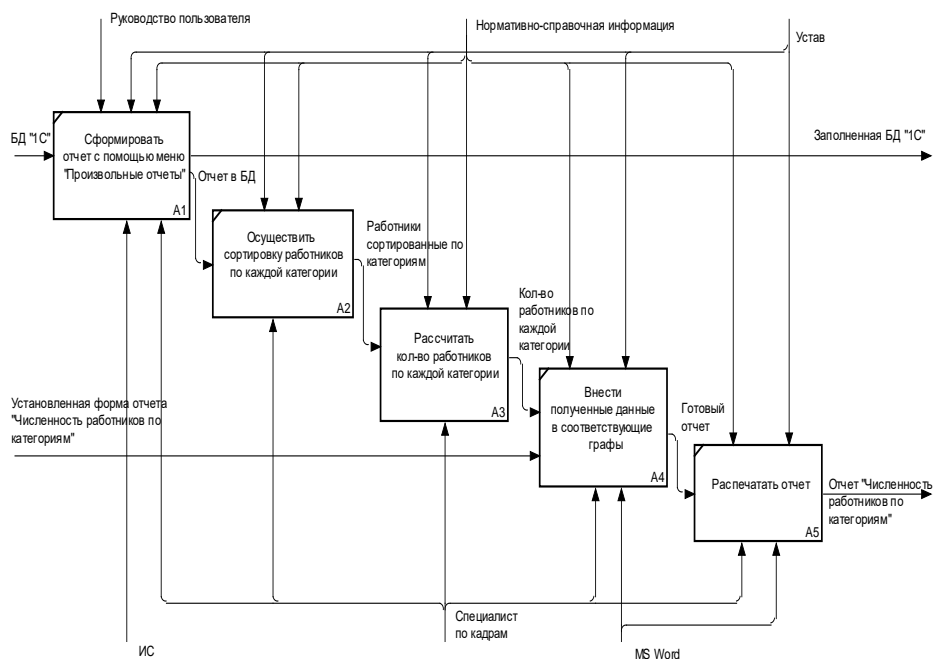 Руководство пользователя
Нормативно-справочная информация
Устав
БД "1С"
Сформировать
отчет с помощью меню
"Произвольные отчеты"
A1
Заполненная БД "1С"
Отчет в БД
Осуществить
сортировку работников
по каждой категории
A2
Работники
сортированные по
категориям
Рассчитать
кол-во работников
по каждой категории
A3
Кол-во
работников по
каждой
категории
Установленная форма отчета
"Численность работников по
категориям"
Внести
полученные данные
в соответствующие
графы
A4
Готовый
отчет
Распечатать отчет
A5
Отчет "Численность
работников по
категориям"
Специалист
по кадрам
ИС
MS Word